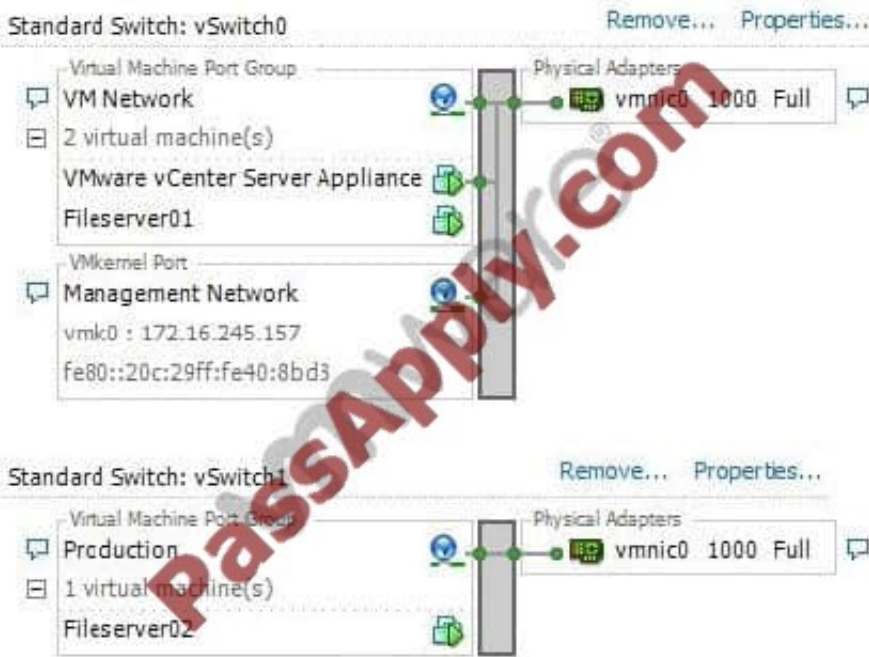 Standard Switch: vSwitch0 Remove... Properties...
Virtual Machine Port Group
Physical Adapters
VM Network
vmnic0 1000 Full
2 virtual machine(s)
VMware vCenter Server Appliance
Fileserver01
VMkernel Port
Management Network
vmk0 : 172.16.245.157
fe80::20c:29ff:fe40:8bd3
Standard Switch: vSwitch1 Remove... Properties...
Virtual Machine Port Group
Physical Adapters
Production
vmnic0 1000 Full
1 virtual machine(s)
Fileserver02
PassApply.com